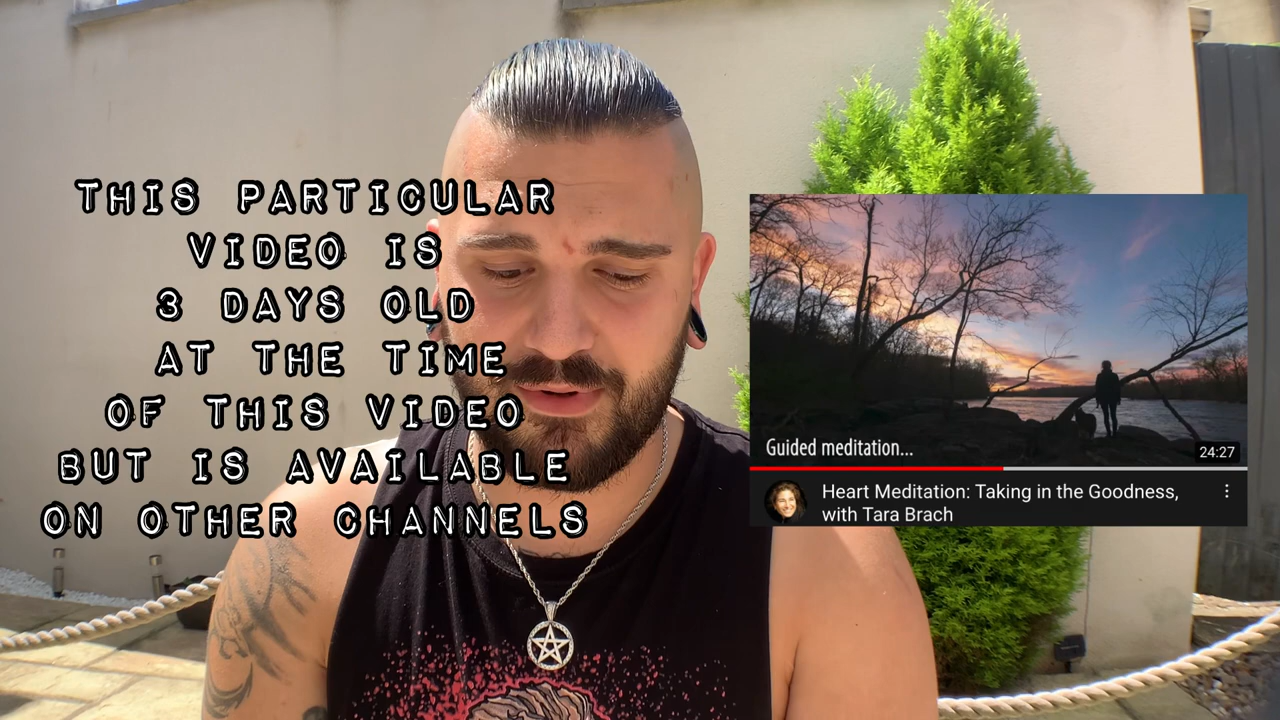 THIS PARTICULAR
VIDEO IS
3 DAYS OLD
AT THE TIME
OF THIS VIDEO
BUT IS AVAILABLE
ON OTHER CHANNELS
Guided meditation...
24:27
Heart Meditation: Taking in the Goodness,
with Tara Brach